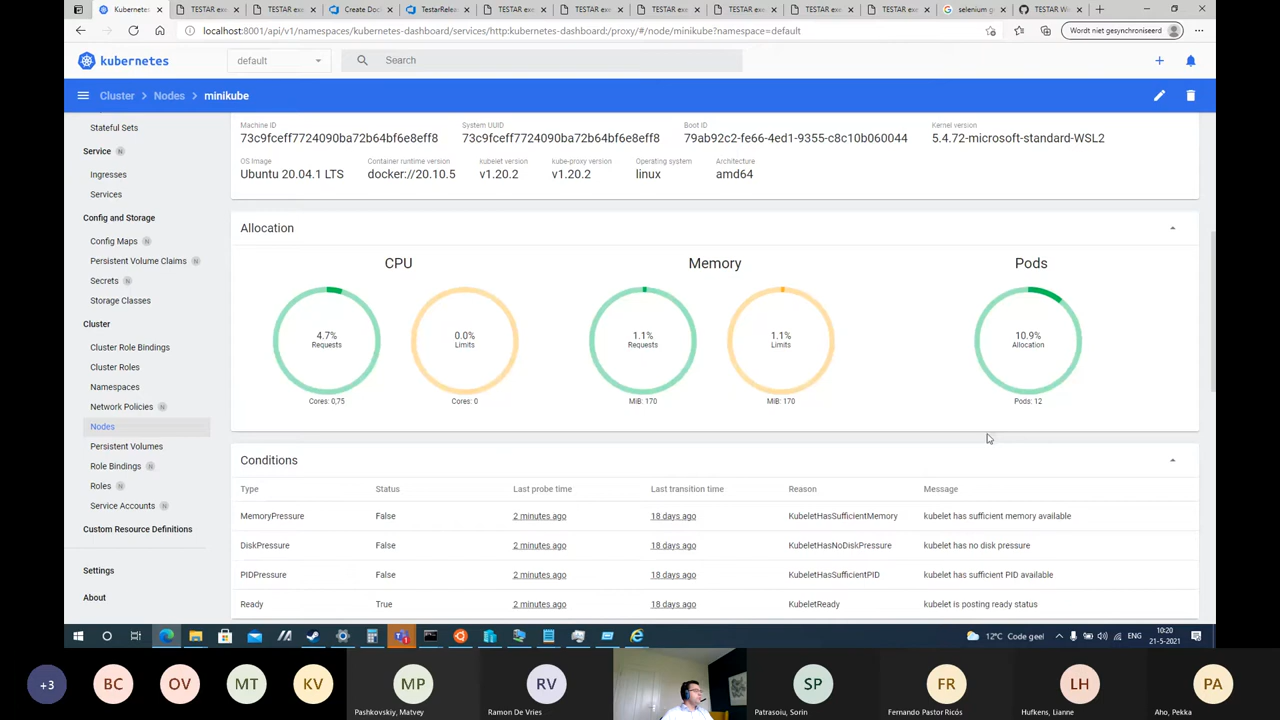 Kubernetes
TESTAR exe
TESTAR exe
Create Doc
TestarRelea
TESTAR exe
TESTAR exe
TESTAR exe
TESTAR exe
TESTAR exe
TESTAR exe
selenium g
TESTAR Wi
localhost:8001/api/v1/namespaces/kubernetes-dashboard/services/http:kubernetes-dashboard:/proxy/#/node/minikube?namespace=default
Wordt niet gesynchroniseerd
kubernetes
default
Search
Cluster > Nodes > minikube
Stateful Sets
Service N
Ingresses
Services
Config and Storage
Config Maps N
Persistent Volume Claims N
Secrets N
Storage Classes
Cluster
Cluster Role Bindings
Cluster Roles
Namespaces
Network Policies N
Nodes
Persistent Volumes
Role Bindings N
Roles N
Service Accounts N
Custom Resource Definitions
Settings
About
Machine ID System UUID Boot ID Kernel version
73c9fceff7724090ba72b64bf6e8eff8 73c9fceff7724090ba72b64bf6e8eff8 79ab92c2-fe66-4ed1-9355-c8c10b060044 5.4.72-microsoft-standard-WSL2
OS Image Container runtime version kubelet version kube-proxy version Operating system Architecture
Ubuntu 20.04.1 LTS docker://20.10.5 v1.20.2 v1.20.2 linux amd64
Allocation
CPU Memory Pods
4.7% 0.0% 1.1% 1.1% 10.9%
Requests Limits Requests Limits Allocation
Cores: 0,75 Cores: 0 MiB: 170 MiB: 170 Pods: 12
Conditions
Type Status Last probe time Last transition time Reason Message
MemoryPressure False 2 minutes ago 18 days ago KubeletHasSufficientMemory kubelet has sufficient memory available
DiskPressure False 2 minutes ago 18 days ago KubeletHasNoDiskPressure kubelet has no disk pressure
PIDPressure False 2 minutes ago 18 days ago KubeletHasSufficientPID kubelet has sufficient PID available
Ready True 2 minutes ago 18 days ago KubeletReady kubelet is posting ready status
12°C Code geel
ENG
10:20
21-5-2021
+3 BC OV MT KV MP RV SP FR LH PA
Pashkovskiy, Matvey Ramon De Vries Patrasoiu, Sorin Fernando Pastor Ricós Hufkens, Lianne Aho, Pekka